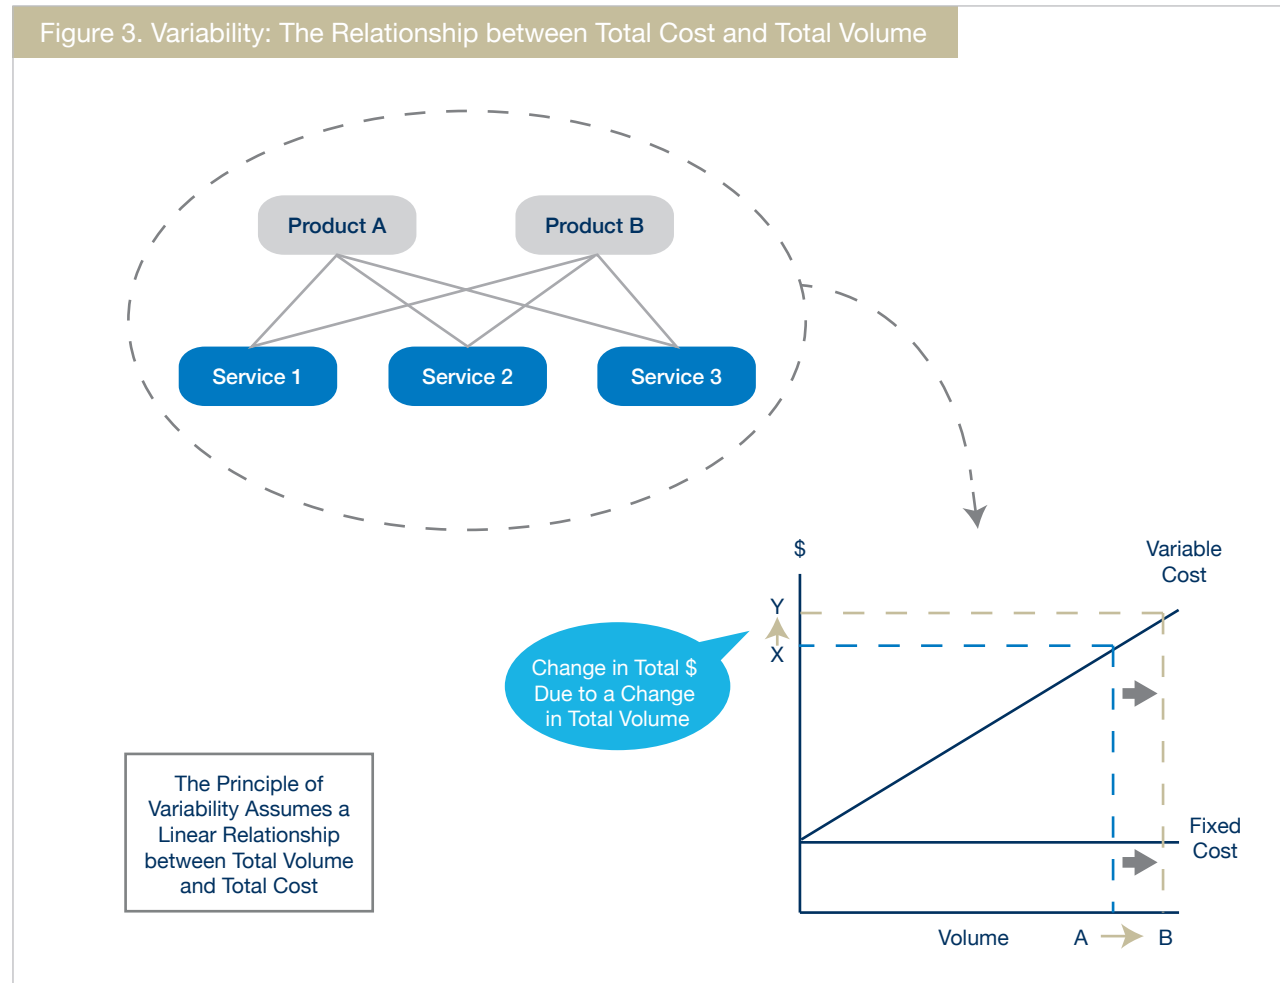 Figure 3. Variability: The Relationship between Total Cost and Total Volume
Product A
Product B
Service 1
Service 2
Service 3
$
Variable
Cost
Y
X
Change in Total $
Due to a Change
in Total Volume
The Principle of
Variability Assumes a
Linear Relationship
between Total Volume
and Total Cost
Fixed
Cost
Volume
A
B